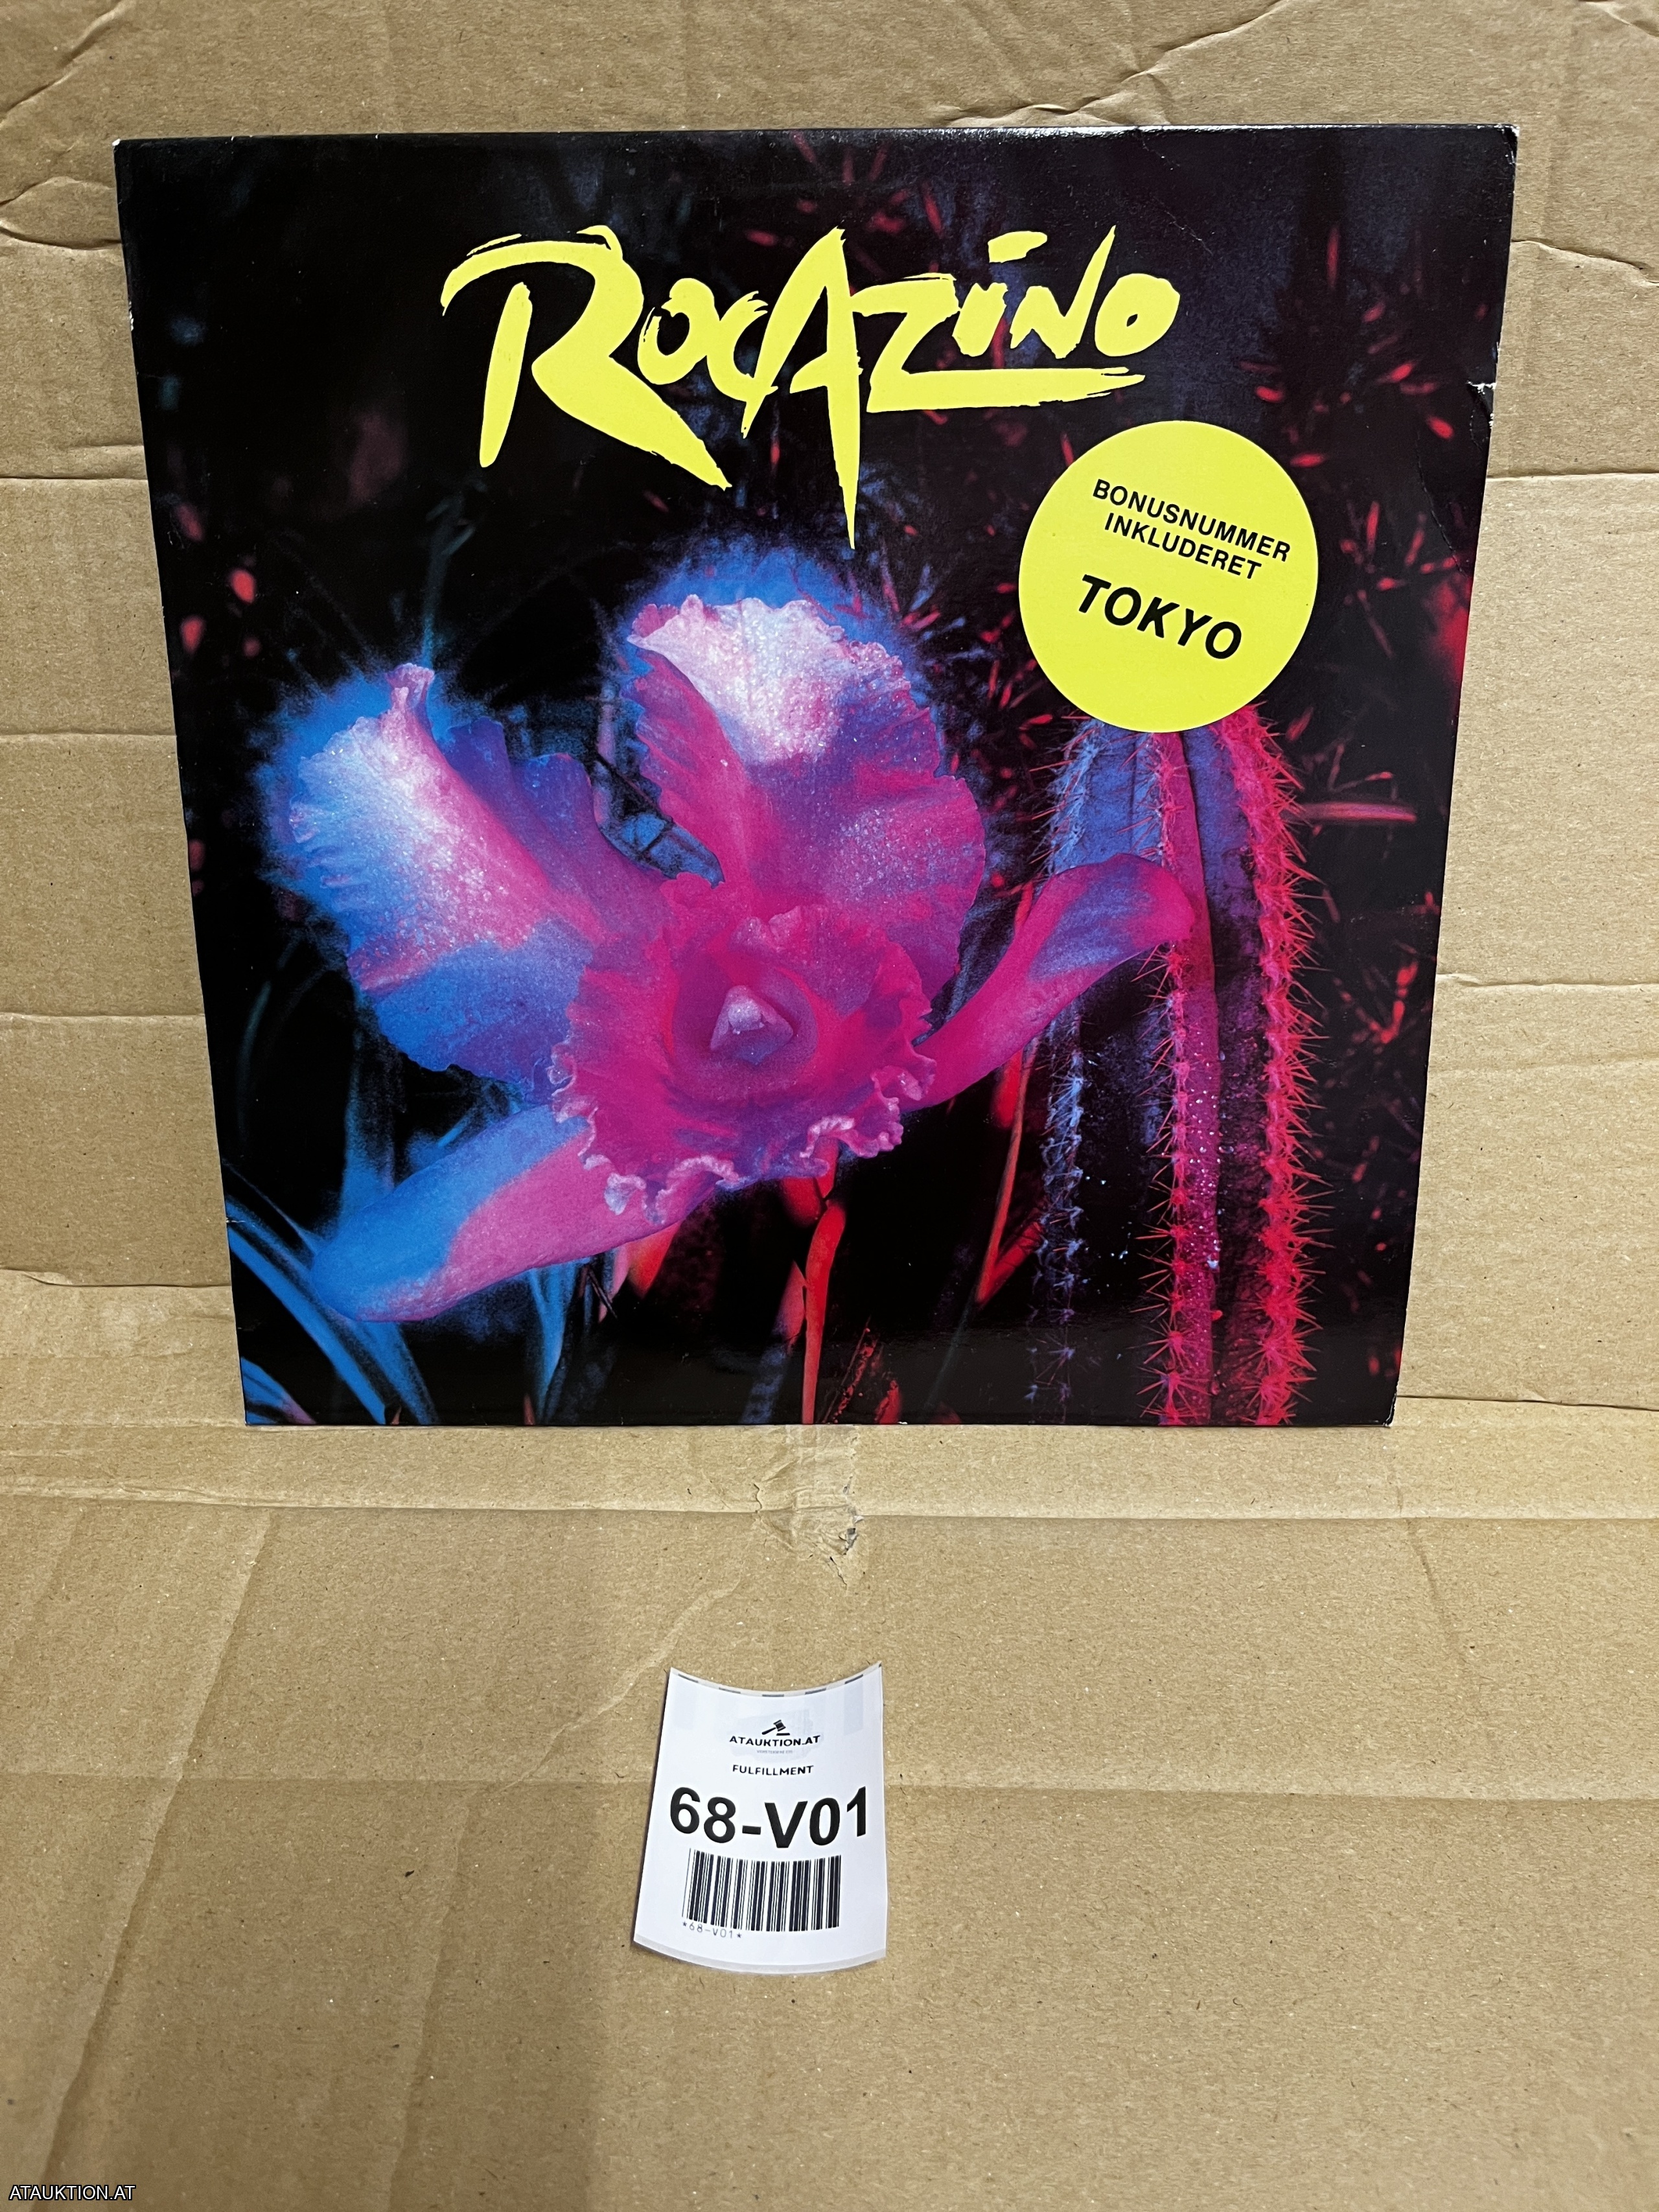 ROCAZINO
BONUSNUMMER
INKLUDERET
TOKYO
ATAUKTION.AT
FULFILLMENT
68-V01
*68-V01*
ATAUKTION.AT